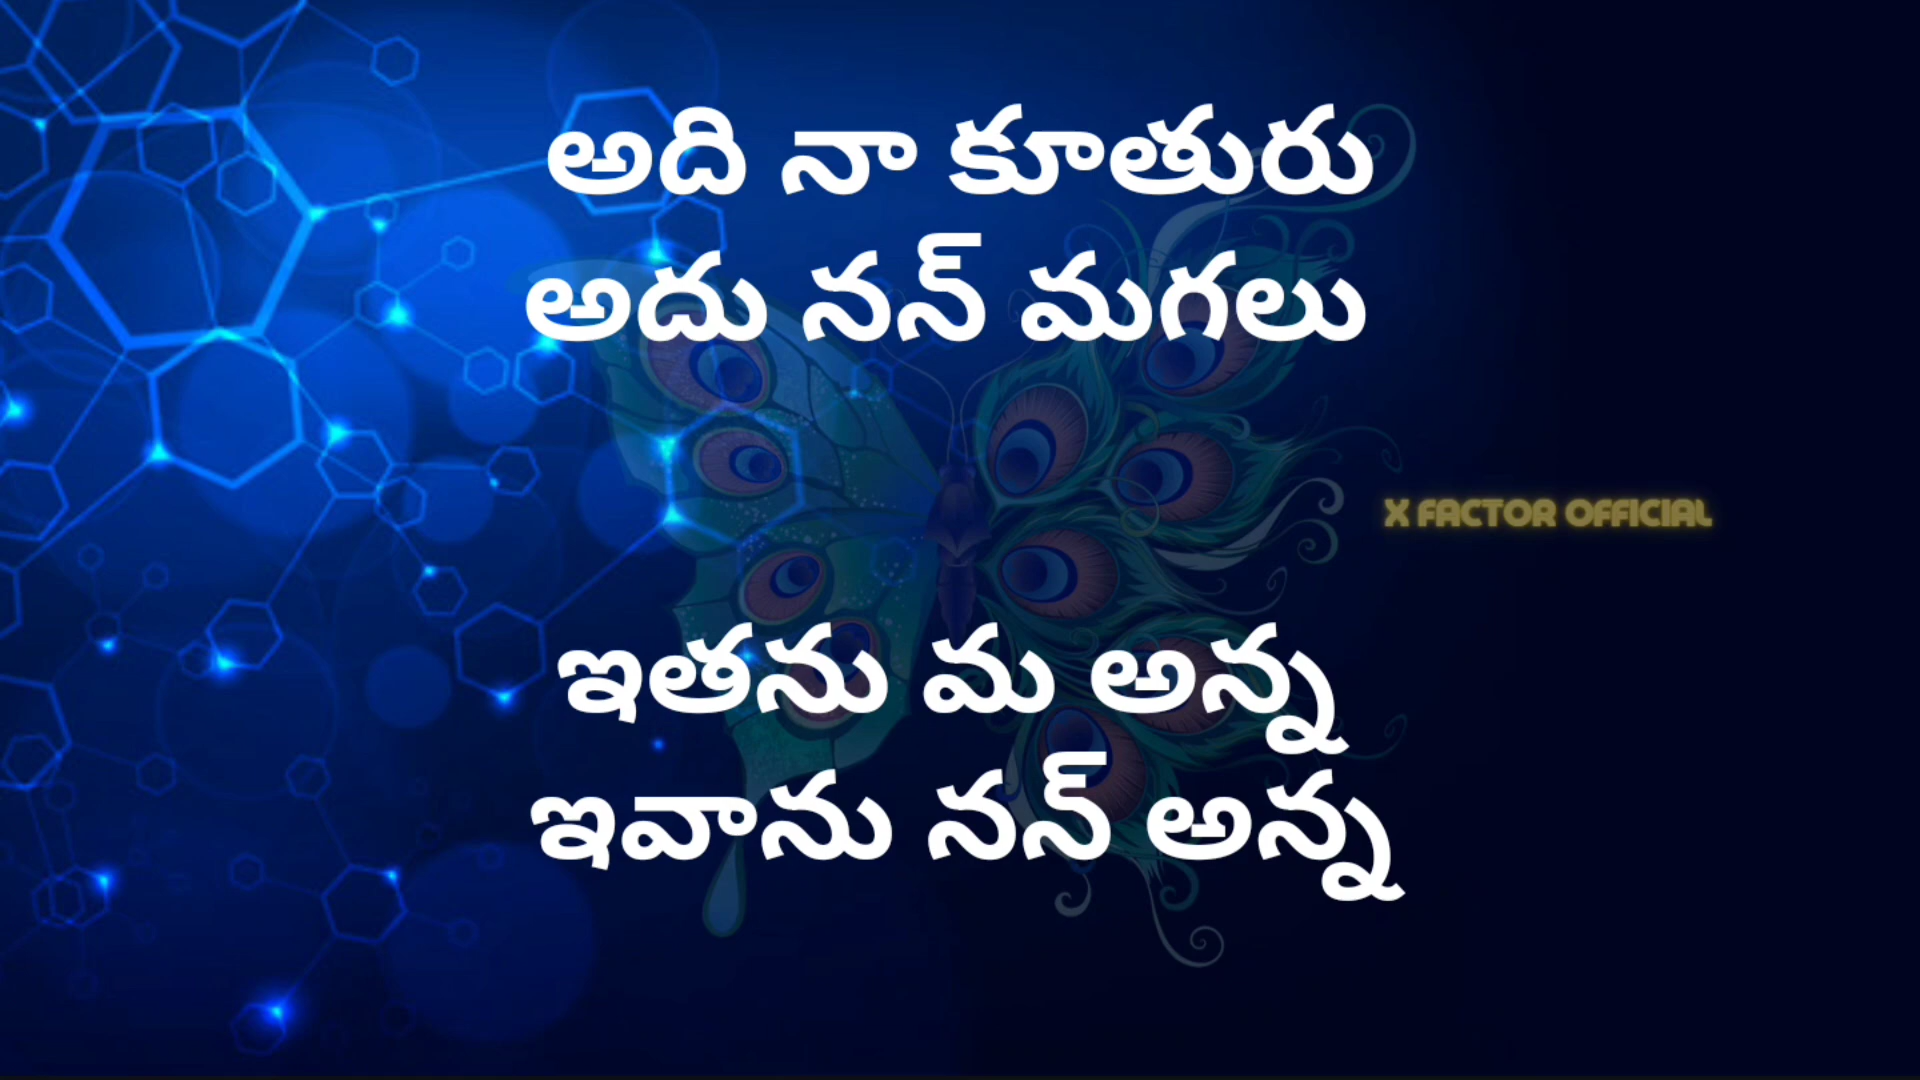 అది నా కూతురు
అదు నన్ మగలు
X FACTOR OFFICIAL
ఇతను మ అన్న
ఇవాను నన్ అన్న